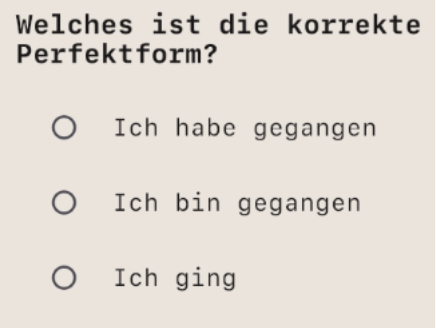 Welches ist die korrekte
Perfektform?
Ich habe gegangen
Ich bin gegangen
Ich ging